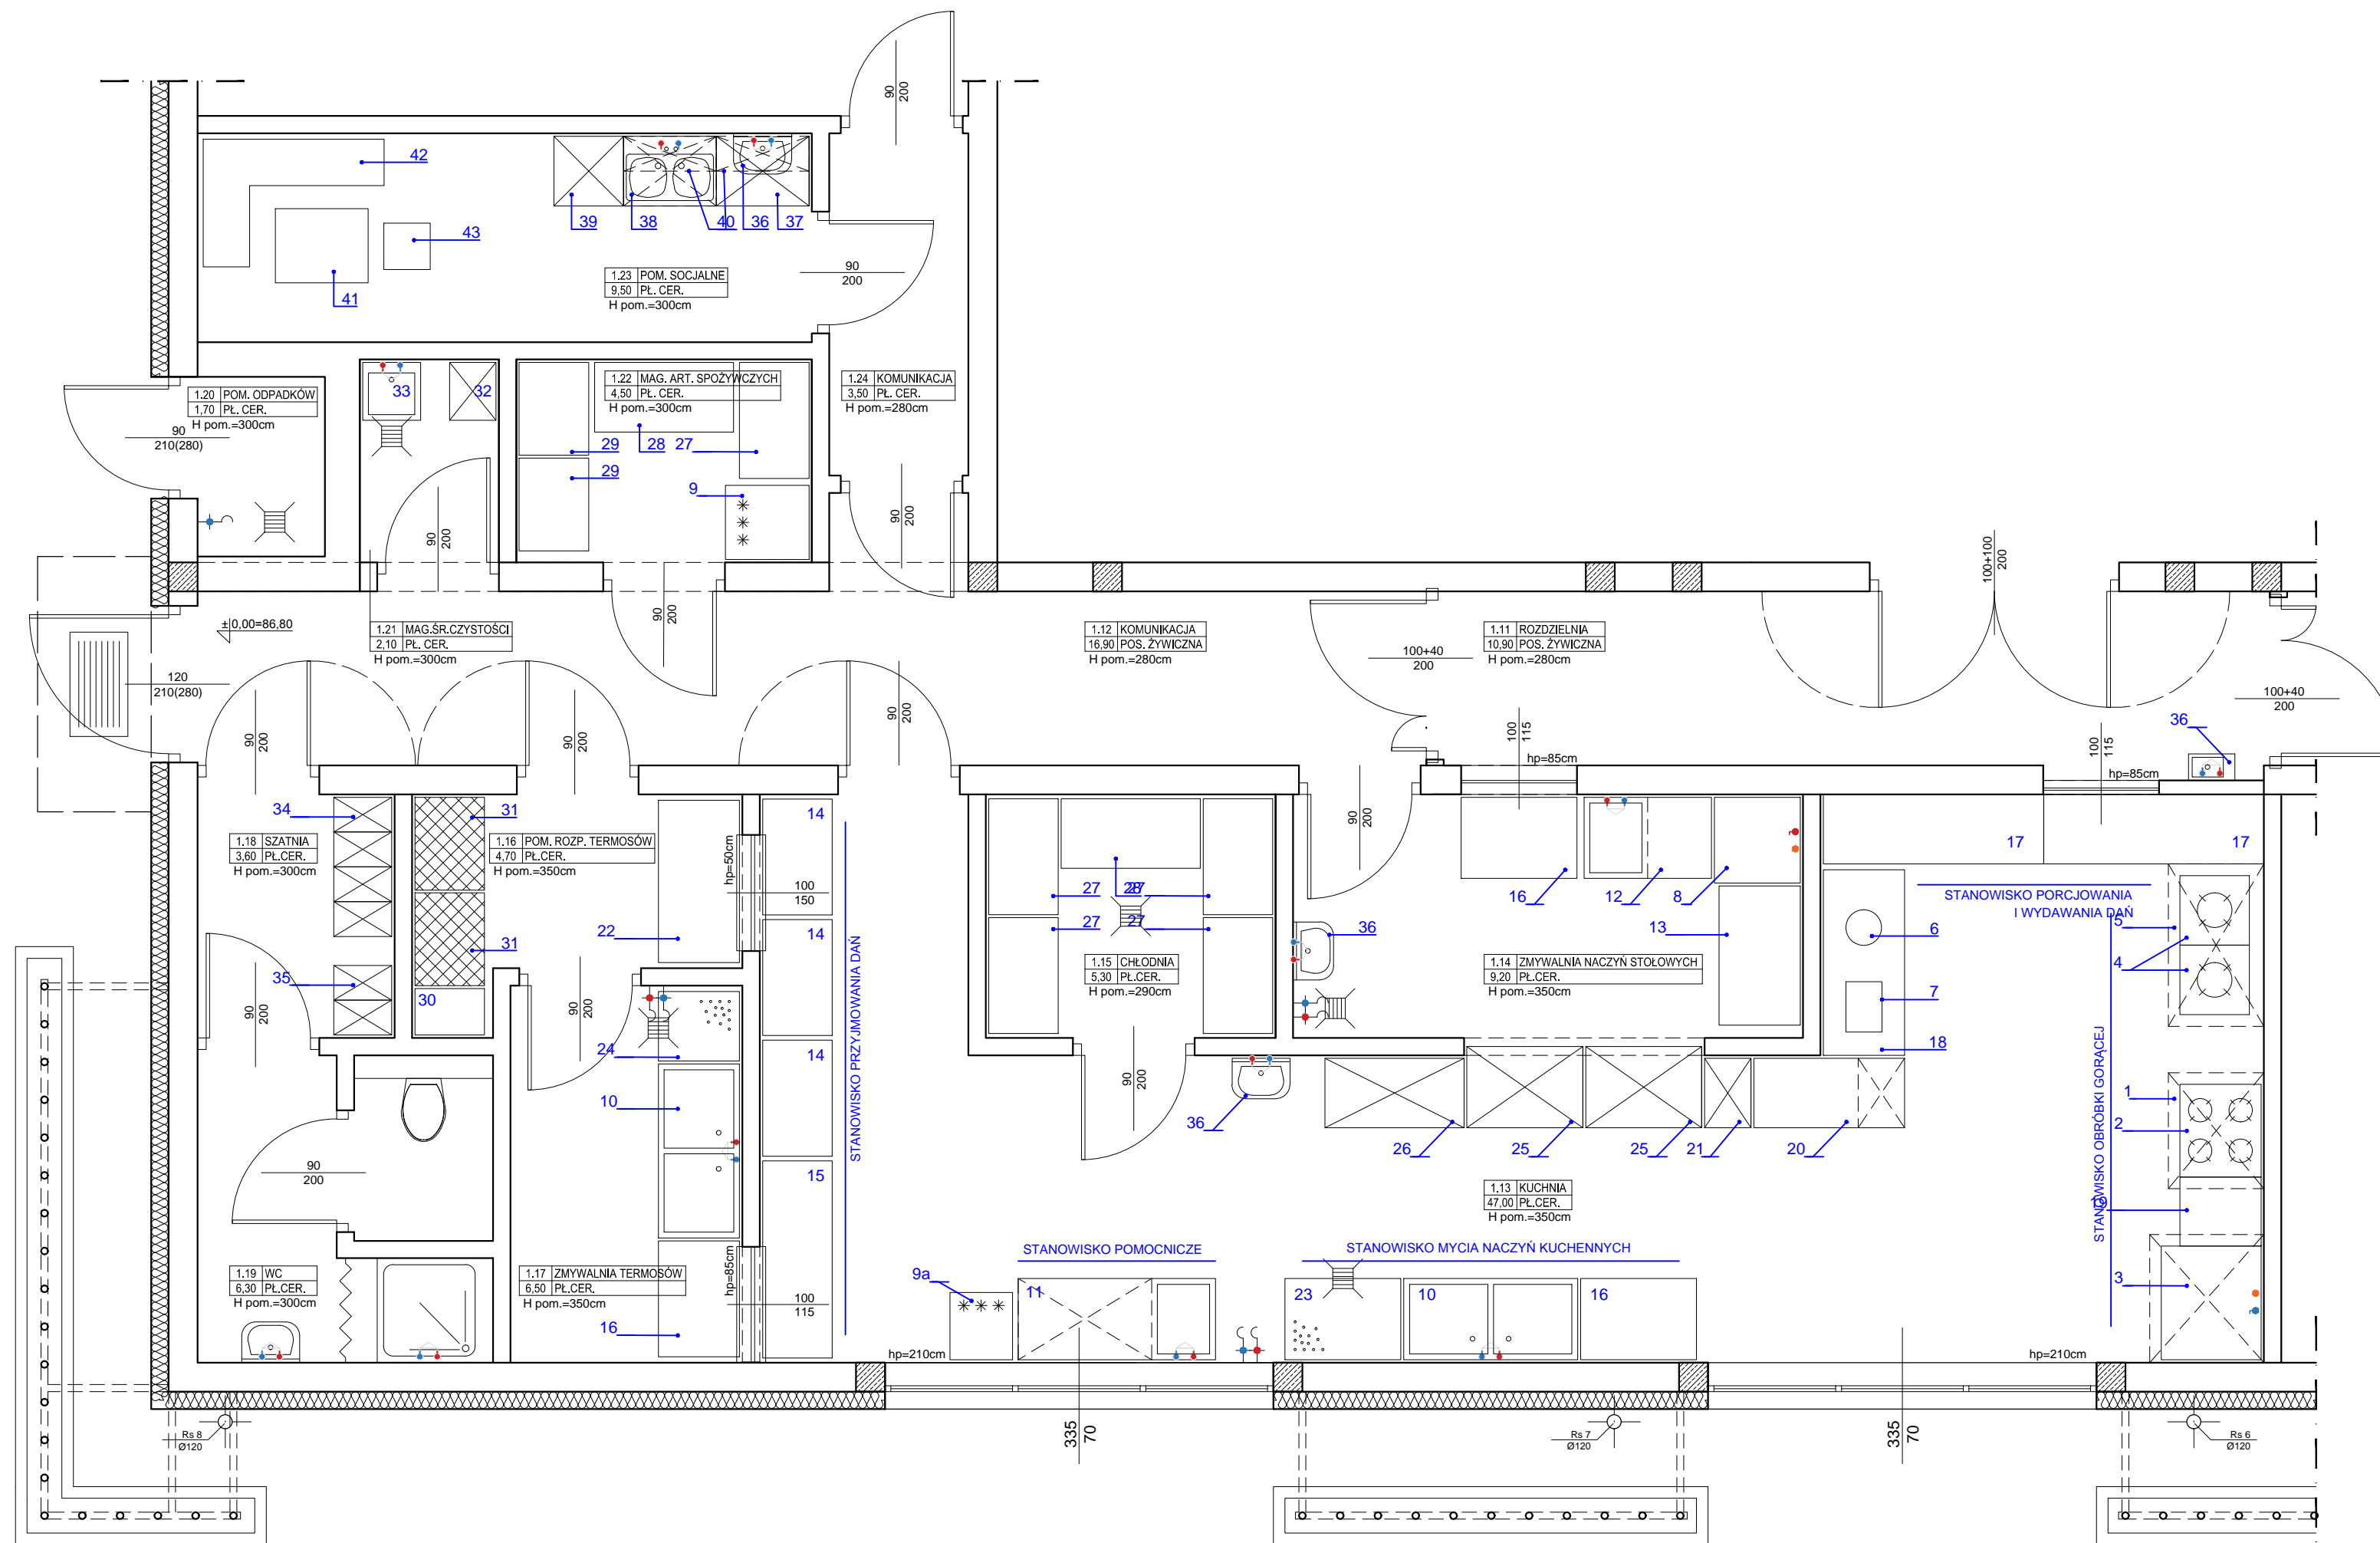 90
200
42
39
38
40
36
37
43
41
90
200
1.23 POM. SOCJALNE
9,50 PŁ. CER.
H pom.=300cm
1.20 POM. ODPADKÓW
1,70 PŁ. CER.
H pom.=300cm
90
210(280)
33
32
1.22 MAG. ART. SPOŻYWCZYCH
4,50 PŁ. CER.
H pom.=300cm
29
28
27
29
9
1.24 KOMUNIKACJA
3,50 PŁ. CER.
H pom.=280cm
90
200
90
200
90
200
100+100
200
±0,00=86,80
1.21 MAG.ŚR.CZYSTOŚCI
2,10 PŁ. CER.
H pom.=300cm
1.12 KOMUNIKACJA
16,90 POS. ŻYWICZNA
H pom.=280cm
100+40
200
1.11 ROZDZIELNIA
10,90 POS. ŻYWICZNA
H pom.=280cm
120
210(280)
100+40
200
90
200
90
200
90
200
100
115
hp=85cm
100
115
hp=85cm
36
34
1.18 SZATNIA
3,60 PŁ.CER.
H pom.=300cm
31
1.16 POM. ROZP. TERMOSÓW
4,70 PŁ.CER.
H pom.=350cm
14
hp=50cm
100
150
90
200
17
17
27
28
27
27
27
16
12
8
STANOWISKO PORCJOWANIA
I WYDAWANIA DAŃ
22
31
14
36
13
6
5
4
1.15 CHŁODNIA
5,30 PŁ.CER.
H pom.=290cm
1.14 ZMYWALNIA NACZYŃ STOŁOWYCH
9,20 PŁ.CER.
H pom.=350cm
35
30
7
90
200
90
200
24
14
18
STANOWISKO PRZYJMOWANIA DAŃ
90
200
10
36
26
25
25
21
20
1
2
STANOWISKO OBRÓBKI GORĄCEJ
90
200
15
1.13 KUCHNIA
47,00 PŁ.CER.
H pom.=350cm
19
STANOWISKO POMOCNICZE
STANOWISKO MYCIA NACZYŃ KUCHENNYCH
1.19 WC
6,30 PŁ.CER.
H pom.=300cm
1.17 ZMYWALNIA TERMOSÓW
6,50 PŁ.CER.
H pom.=350cm
hp=85cm
100
115
9a
11
23
10
16
3
16
hp=210cm
hp=210cm
Rs 8
Ø120
335
70
Rs 7
Ø120
335
70
Rs 6
Ø120